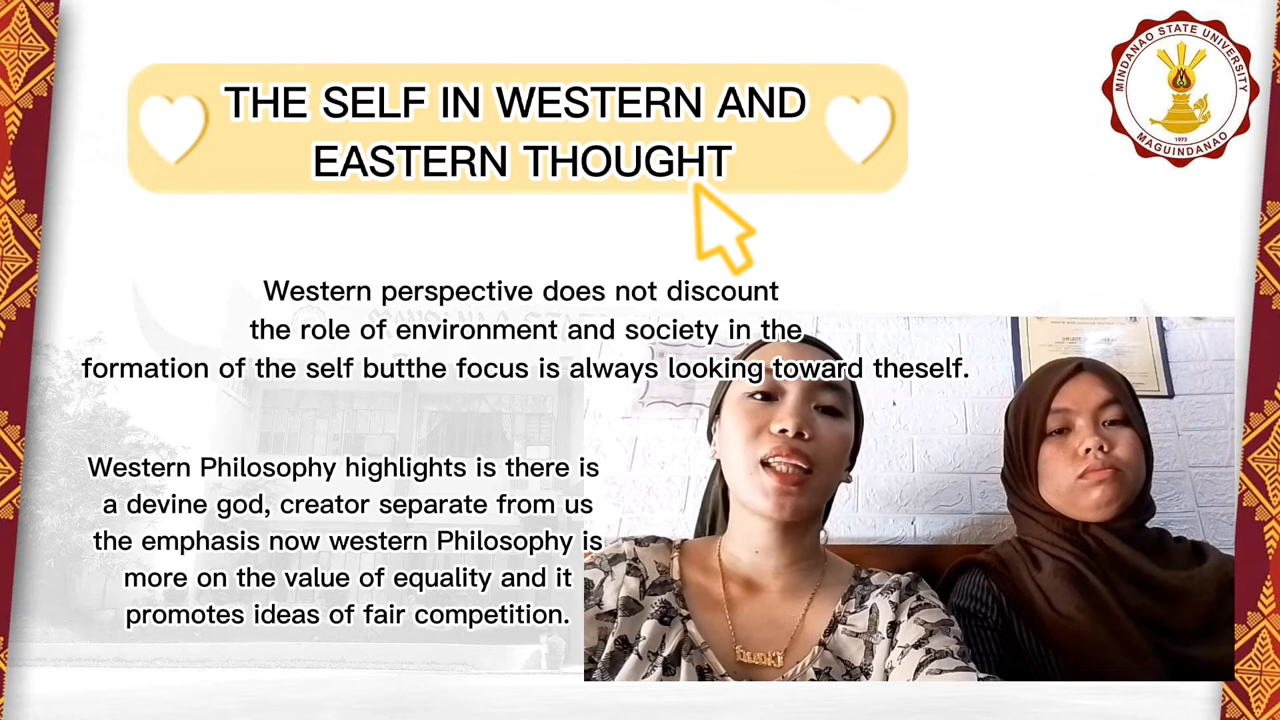 THE SELF IN WESTERN AND
EASTERN THOUGHT
MINDANAO STATE UNIVERSITY
1973
MAGUINDANAO
Western perspective does not discount
the role of environment and society in the
formation of the self butthe focus is always looking toward theself.
Western Philosophy highlights is there is
a devine god, creator separate from us
the emphasis now western Philosophy is
more on the value of equality and it
promotes ideas of fair competition.